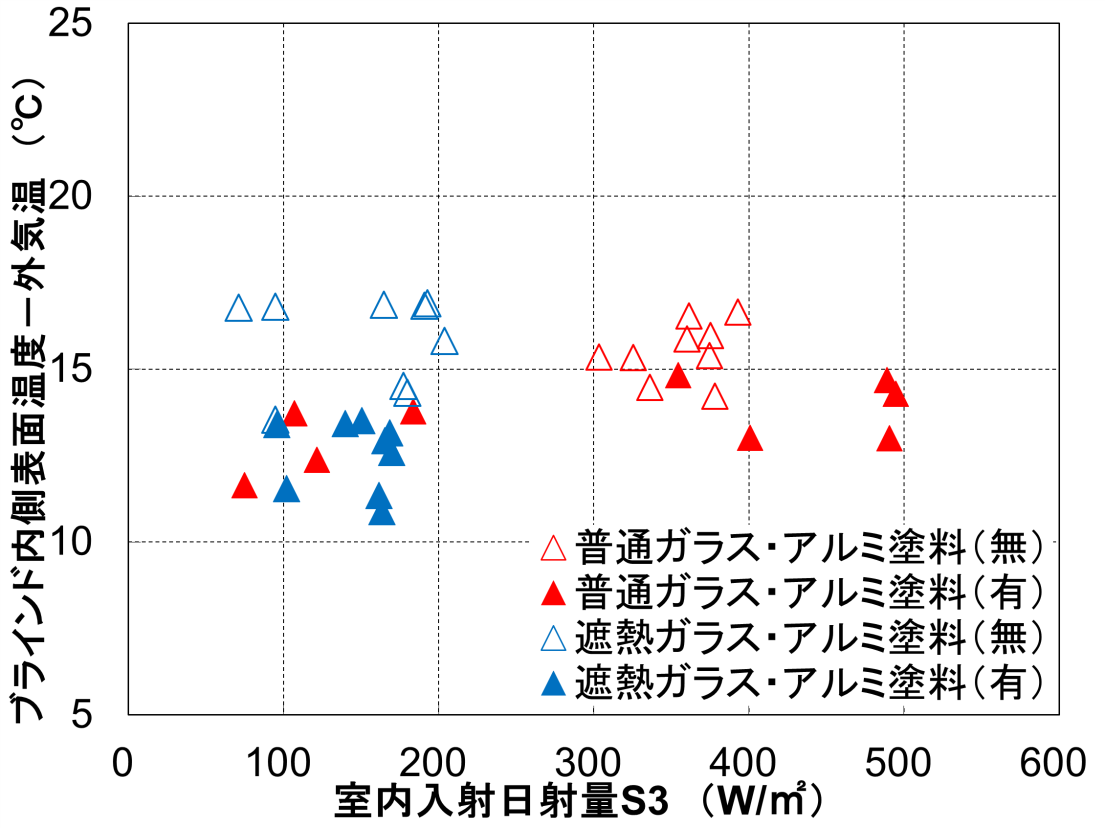 ブラインド内側表面温度－外気温 （℃）
25
20
15
10
5
普通ガラス・アルミ塗料（無）
普通ガラス・アルミ塗料（有）
遮熱ガラス・アルミ塗料（無）
遮熱ガラス・アルミ塗料（有）
0 100 200 300 400 500 600
室内入射日射量S3 （W/㎡）